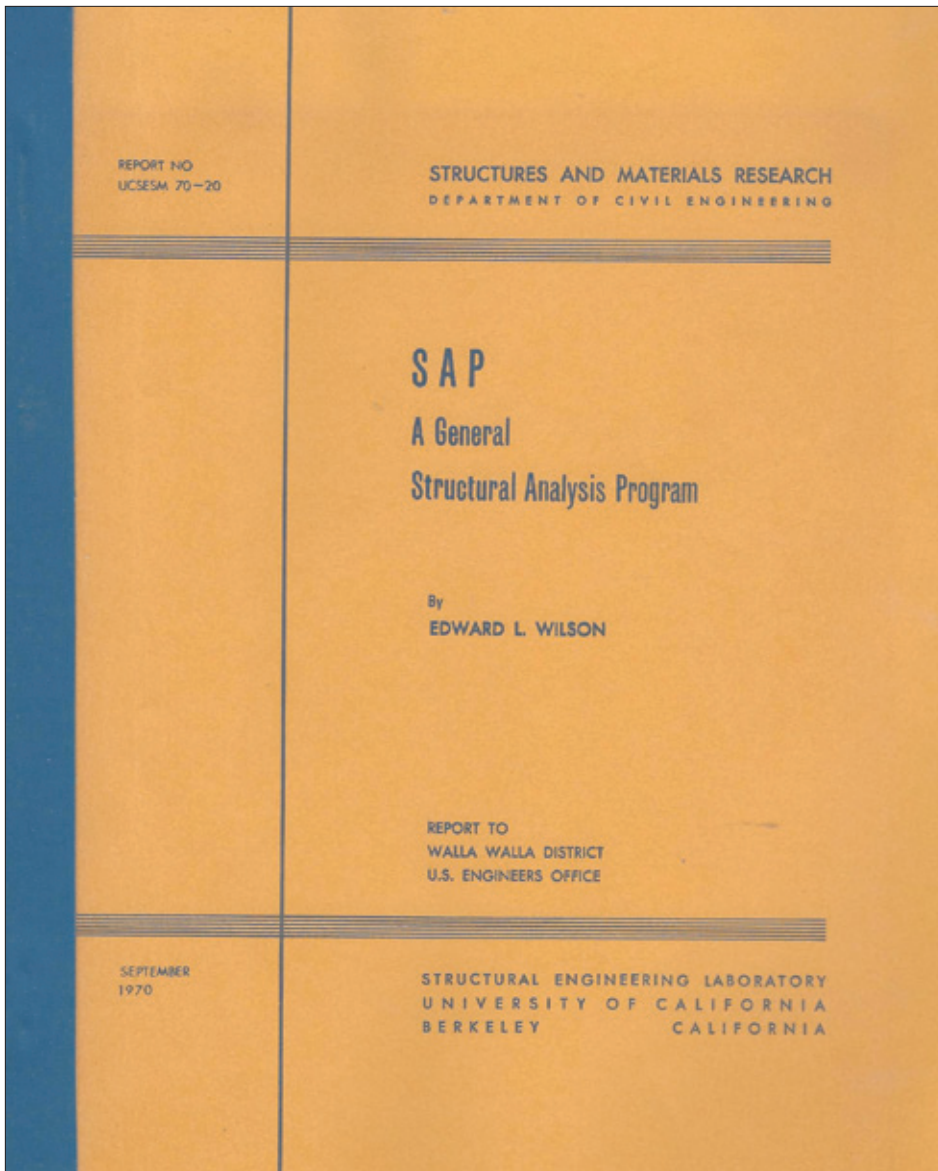 REPORT NO
UCSESM 70-20
STRUCTURES AND MATERIALS RESEARCH
DEPARTMENT OF CIVIL ENGINEERING
SAP
A General
Structural Analysis Program
By
EDWARD L. WILSON
REPORT TO
WALLA WALLA DISTRICT
U.S. ENGINEERS OFFICE
SEPTEMBER
1970
STRUCTURAL ENGINEERING LABORATORY
UNIVERSITY OF CALIFORNIA
BERKELEY CALIFORNIA